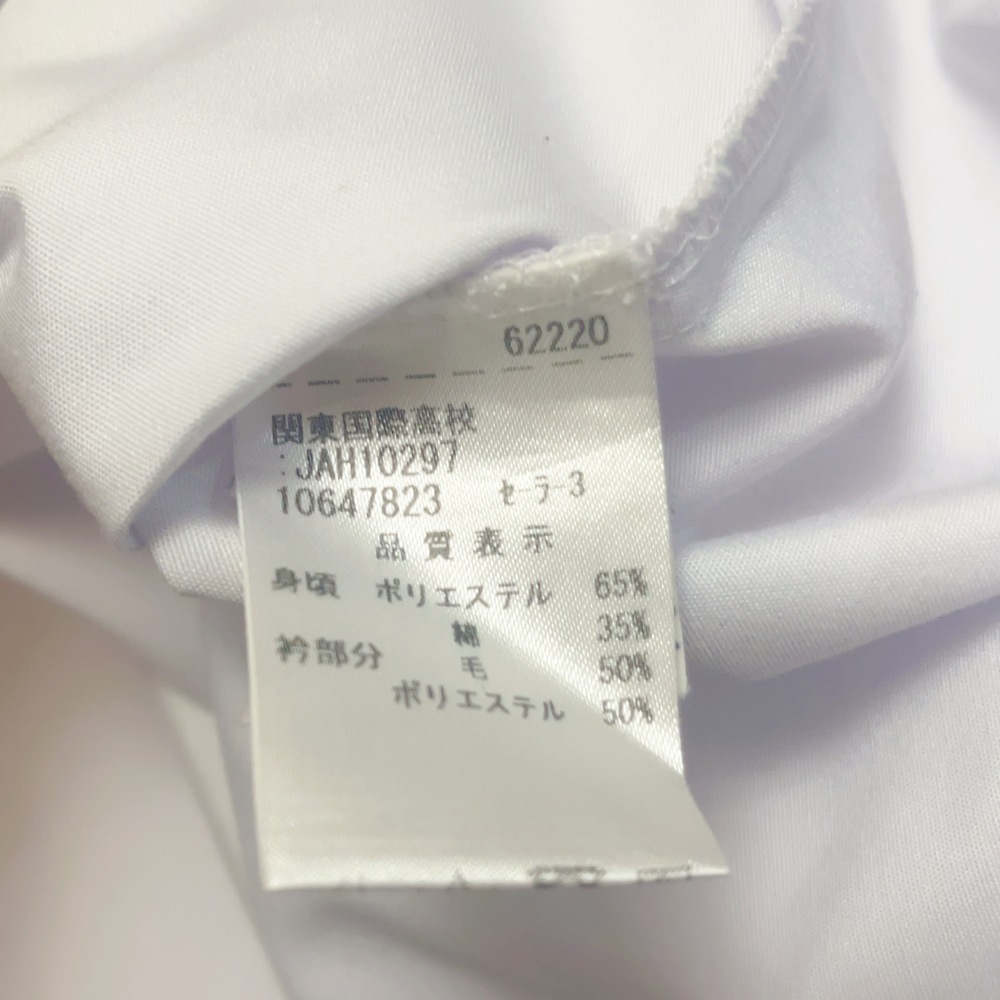 62220
関東国際高校
:JAH10297
10647823 セーラー3
品質表示
身頃 ポリエステル 65%
綿 35%
衿部分 毛 50%
ポリエステル 50%